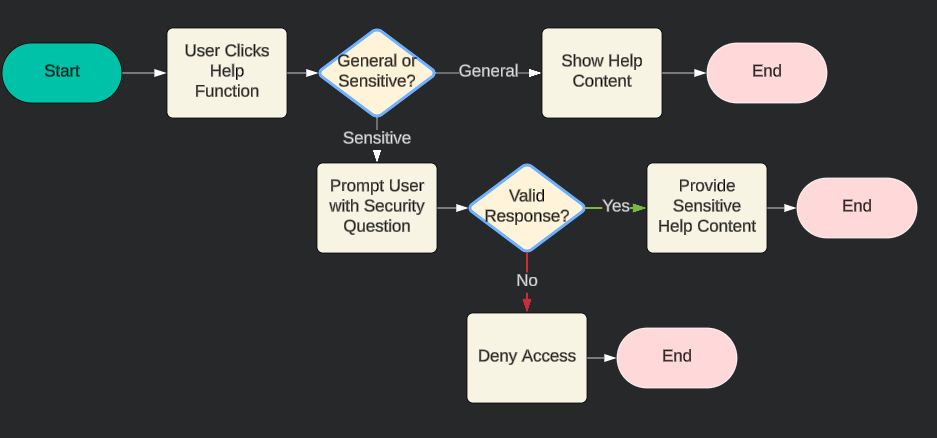 Start
User Clicks
Help
Function
General or
Sensitive?
General
Show Help
Content
End
Sensitive
Prompt User
with Security
Question
Valid
Response?
Yes
Provide
Sensitive
Help Content
End
No
Deny Access
End